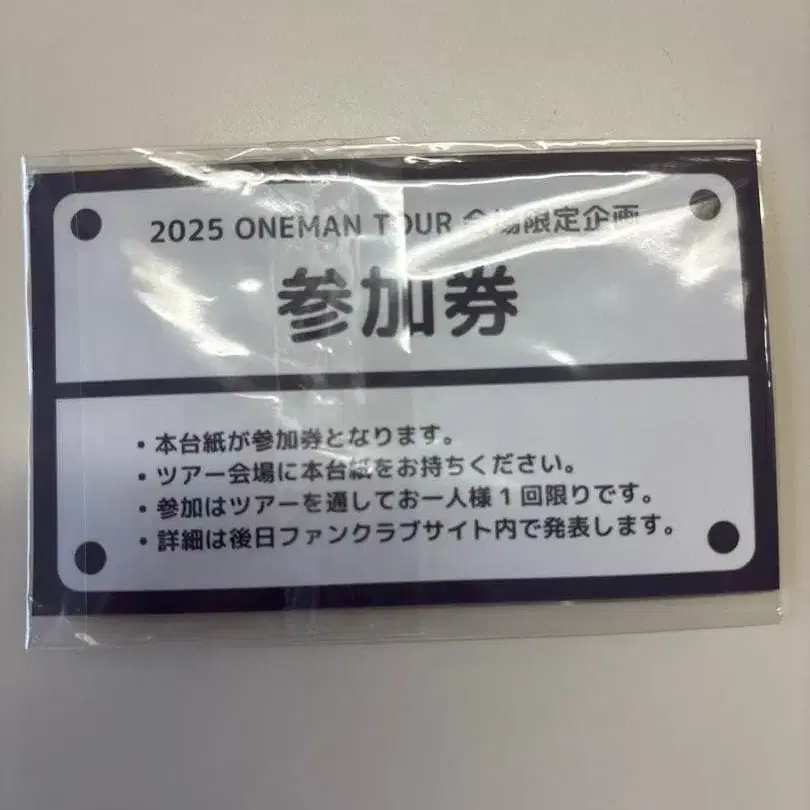 2025 ONEMAN TOUR 会場限定企画
参加券
・本台紙が参加券となります。
・ツアー会場に本台紙をお持ちください。
・参加はツアーを通してお一人様1回限りです。
・詳細は後日ファンクラブサイト内で発表します。